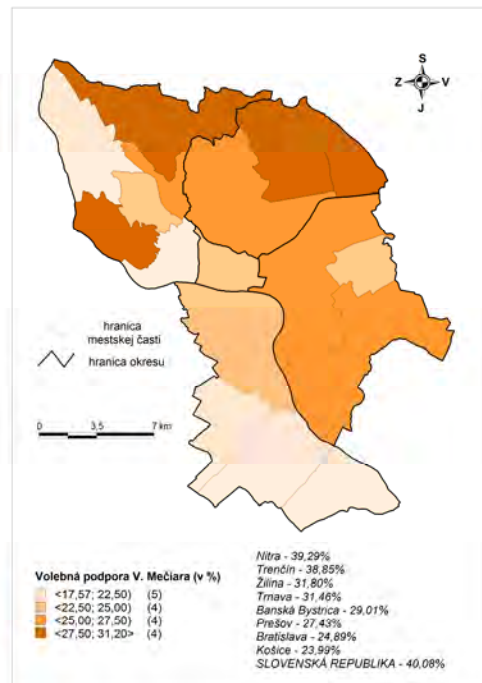 S
Z V
J
hranica
mestskej častí
hranica okresu
0 3,5 7 km
Volebná podpora V. Mečiara (v %)
<17,57; 22,50) (5)
<22,50; 25,00) (4)
<25,00; 27,50) (4)
<27,50; 31,20> (4)
Nitra - 39,29%
Trenčín - 38,85%
Žilina - 31,80%
Trnava - 31,46%
Banská Bystrica - 29,01%
Prešov - 27,43%
Bratislava - 24,89%
Košice - 23,99%
SLOVENSKÁ REPUBLIKA - 40,08%